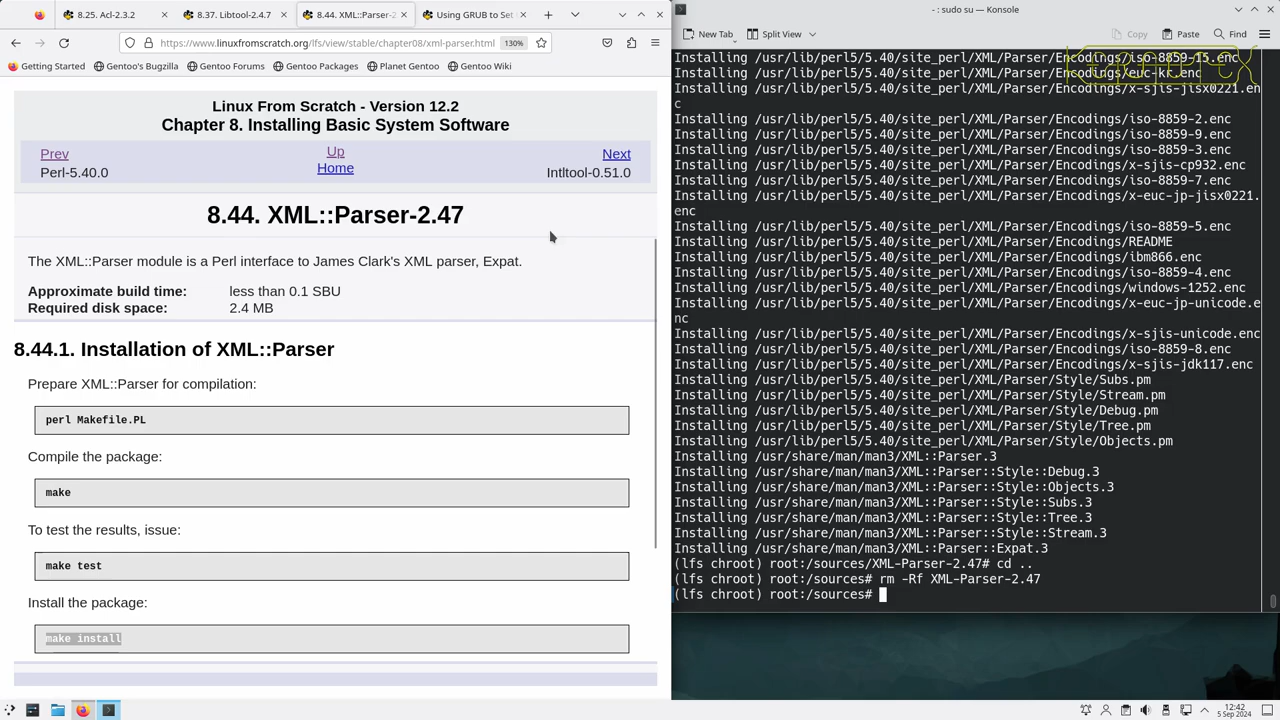 8.25. Acl-2.3.2
8.37. Libtool-2.4.7
8.44. XML::Parser-2
Using GRUB to Set
https://www.linuxfromscratch.org/lfs/view/stable/chapter08/xml-parser.html
130%
Getting Started
Gentoo's Bugzilla
Gentoo Forums
Gentoo Packages
Planet Gentoo
Gentoo Wiki
Linux From Scratch - Version 12.2
Chapter 8. Installing Basic System Software
Prev
Up
Next
Perl-5.40.0
Home
Intltool-0.51.0
8.44. XML::Parser-2.47
The XML::Parser module is a Perl interface to James Clark's XML parser, Expat.
Approximate build time: less than 0.1 SBU
Required disk space: 2.4 MB
8.44.1. Installation of XML::Parser
Prepare XML::Parser for compilation:
perl Makefile.PL
Compile the package:
make
To test the results, issue:
make test
Install the package:
make install
- : sudo su — Konsole
New Tab
Split View
Copy
Paste
Find
Installing /usr/lib/perl5/5.40/site_perl/XML/Parser/Encodings/iso-8859-15.enc
Installing /usr/lib/perl5/5.40/site_perl/XML/Parser/Encodings/euc-kr.enc
Installing /usr/lib/perl5/5.40/site_perl/XML/Parser/Encodings/x-sjis-jisx0221.en
c
Installing /usr/lib/perl5/5.40/site_perl/XML/Parser/Encodings/iso-8859-2.enc
Installing /usr/lib/perl5/5.40/site_perl/XML/Parser/Encodings/iso-8859-9.enc
Installing /usr/lib/perl5/5.40/site_perl/XML/Parser/Encodings/iso-8859-3.enc
Installing /usr/lib/perl5/5.40/site_perl/XML/Parser/Encodings/x-sjis-cp932.enc
Installing /usr/lib/perl5/5.40/site_perl/XML/Parser/Encodings/iso-8859-7.enc
Installing /usr/lib/perl5/5.40/site_perl/XML/Parser/Encodings/x-euc-jp-jisx0221.
enc
Installing /usr/lib/perl5/5.40/site_perl/XML/Parser/Encodings/iso-8859-5.enc
Installing /usr/lib/perl5/5.40/site_perl/XML/Parser/Encodings/README
Installing /usr/lib/perl5/5.40/site_perl/XML/Parser/Encodings/ibm866.enc
Installing /usr/lib/perl5/5.40/site_perl/XML/Parser/Encodings/iso-8859-4.enc
Installing /usr/lib/perl5/5.40/site_perl/XML/Parser/Encodings/windows-1252.enc
Installing /usr/lib/perl5/5.40/site_perl/XML/Parser/Encodings/x-euc-jp-unicode.e
nc
Installing /usr/lib/perl5/5.40/site_perl/XML/Parser/Encodings/x-sjis-unicode.enc
Installing /usr/lib/perl5/5.40/site_perl/XML/Parser/Encodings/iso-8859-8.enc
Installing /usr/lib/perl5/5.40/site_perl/XML/Parser/Encodings/x-sjis-jdk117.enc
Installing /usr/lib/perl5/5.40/site_perl/XML/Parser/Style/Subs.pm
Installing /usr/lib/perl5/5.40/site_perl/XML/Parser/Style/Stream.pm
Installing /usr/lib/perl5/5.40/site_perl/XML/Parser/Style/Debug.pm
Installing /usr/lib/perl5/5.40/site_perl/XML/Parser/Style/Tree.pm
Installing /usr/lib/perl5/5.40/site_perl/XML/Parser/Style/Objects.pm
Installing /usr/share/man/man3/XML::Parser.3
Installing /usr/share/man/man3/XML::Parser::Style::Debug.3
Installing /usr/share/man/man3/XML::Parser::Style::Objects.3
Installing /usr/share/man/man3/XML::Parser::Style::Subs.3
Installing /usr/share/man/man3/XML::Parser::Style::Tree.3
Installing /usr/share/man/man3/XML::Parser::Style::Stream.3
Installing /usr/share/man/man3/XML::Parser::Expat.3
(lfs chroot) root:/sources/XML-Parser-2.47# cd ..
(lfs chroot) root:/sources# rm -Rf XML-Parser-2.47
(lfs chroot) root:/sources#
12:42
5 Sep 2024